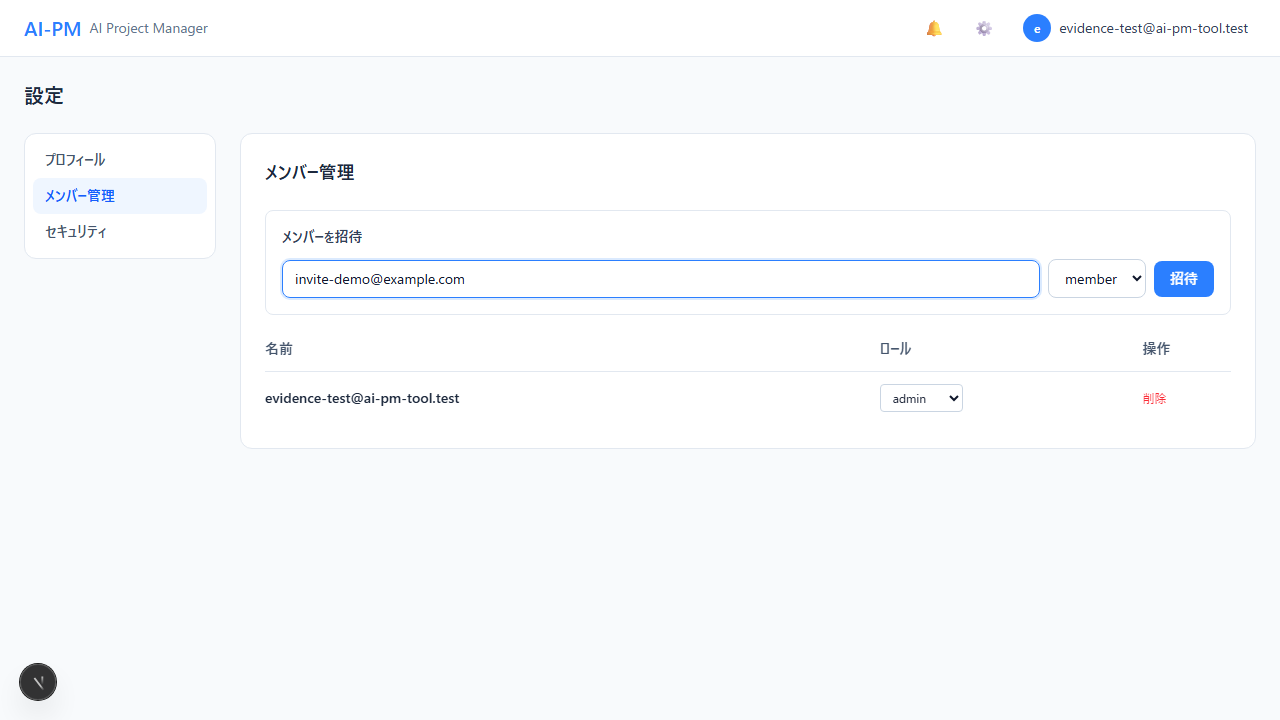 AI-PM AI Project Manager
e evidence-test@ai-pm-tool.test
設定
プロフィール
メンバー管理
セキュリティ
メンバー管理
メンバーを招待
invite-demo@example.com member 招待
名前 ロール 操作
evidence-test@ai-pm-tool.test admin 削除
N